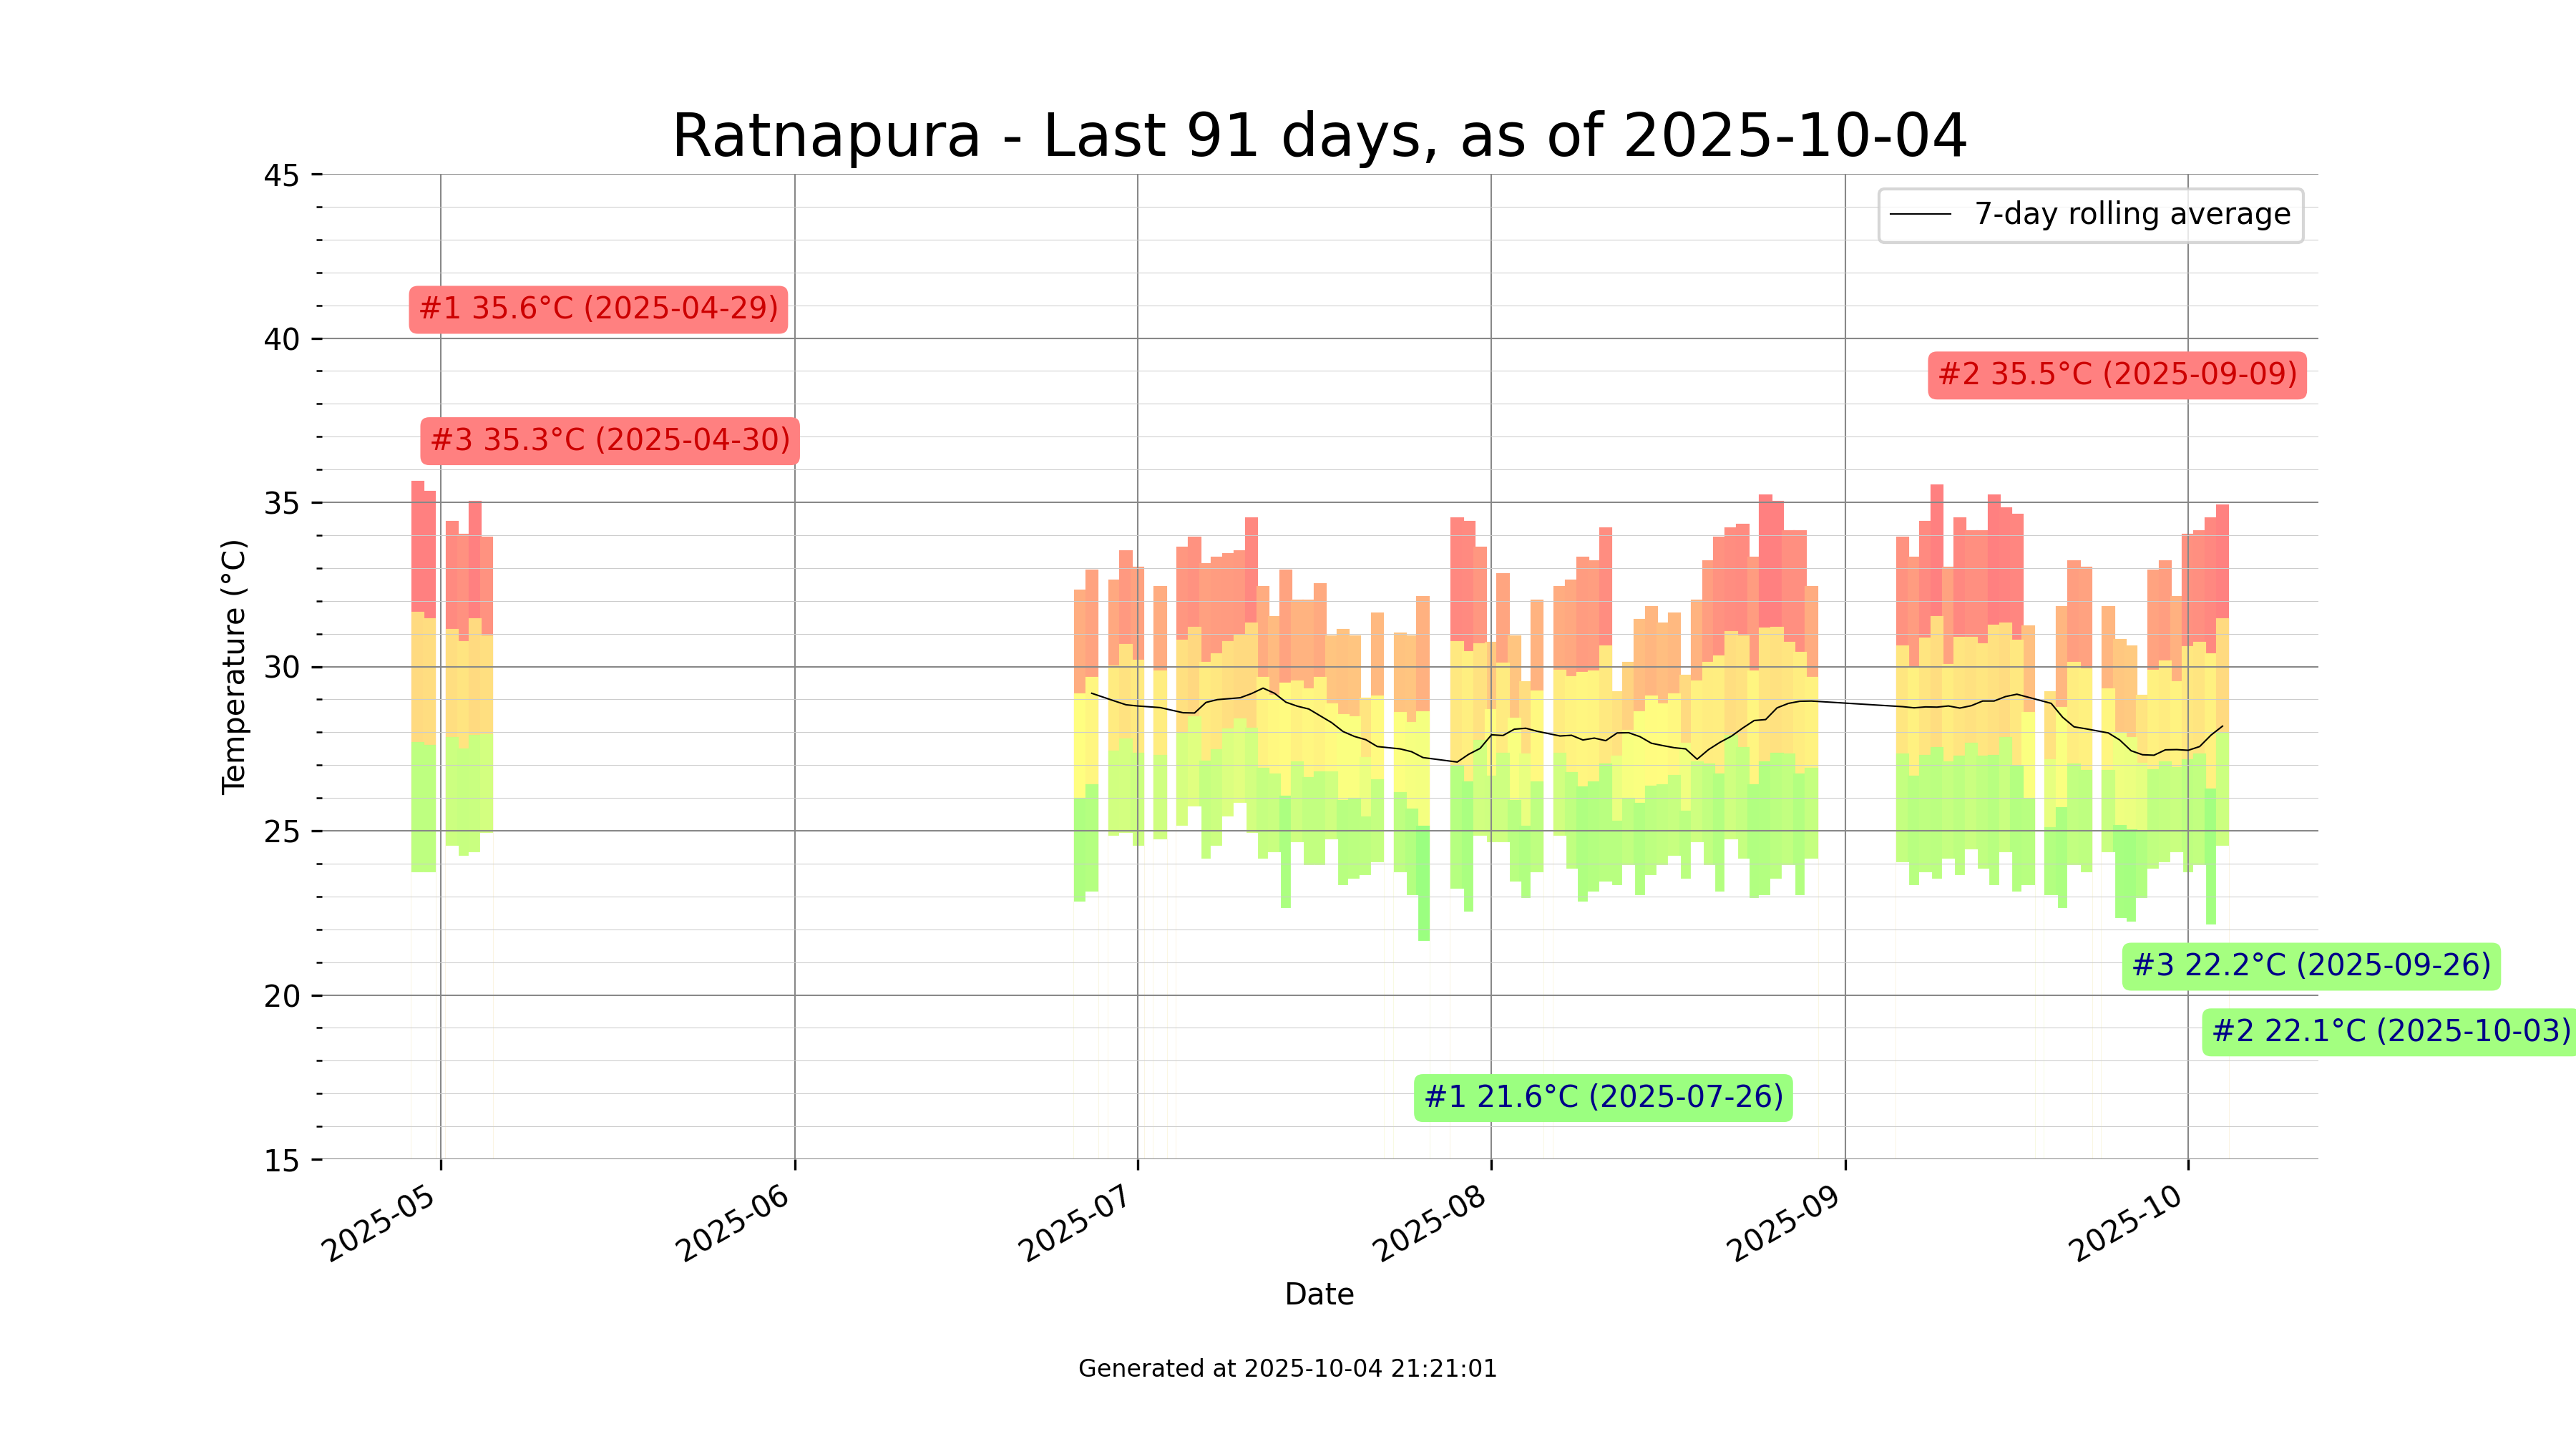 Ratnapura - Last 91 days, as of 2025-10-04
7-day rolling average
45
40
35
30
25
20
15
Temperature (°C)
#1 35.6°C (2025-04-29)
#2 35.5°C (2025-09-09)
#3 35.3°C (2025-04-30)
#3 22.2°C (2025-09-26)
#2 22.1°C (2025-10-03)
#1 21.6°C (2025-07-26)
2025-05
2025-06
2025-07
2025-08
2025-09
2025-10
Date
Generated at 2025-10-04 21:21:01